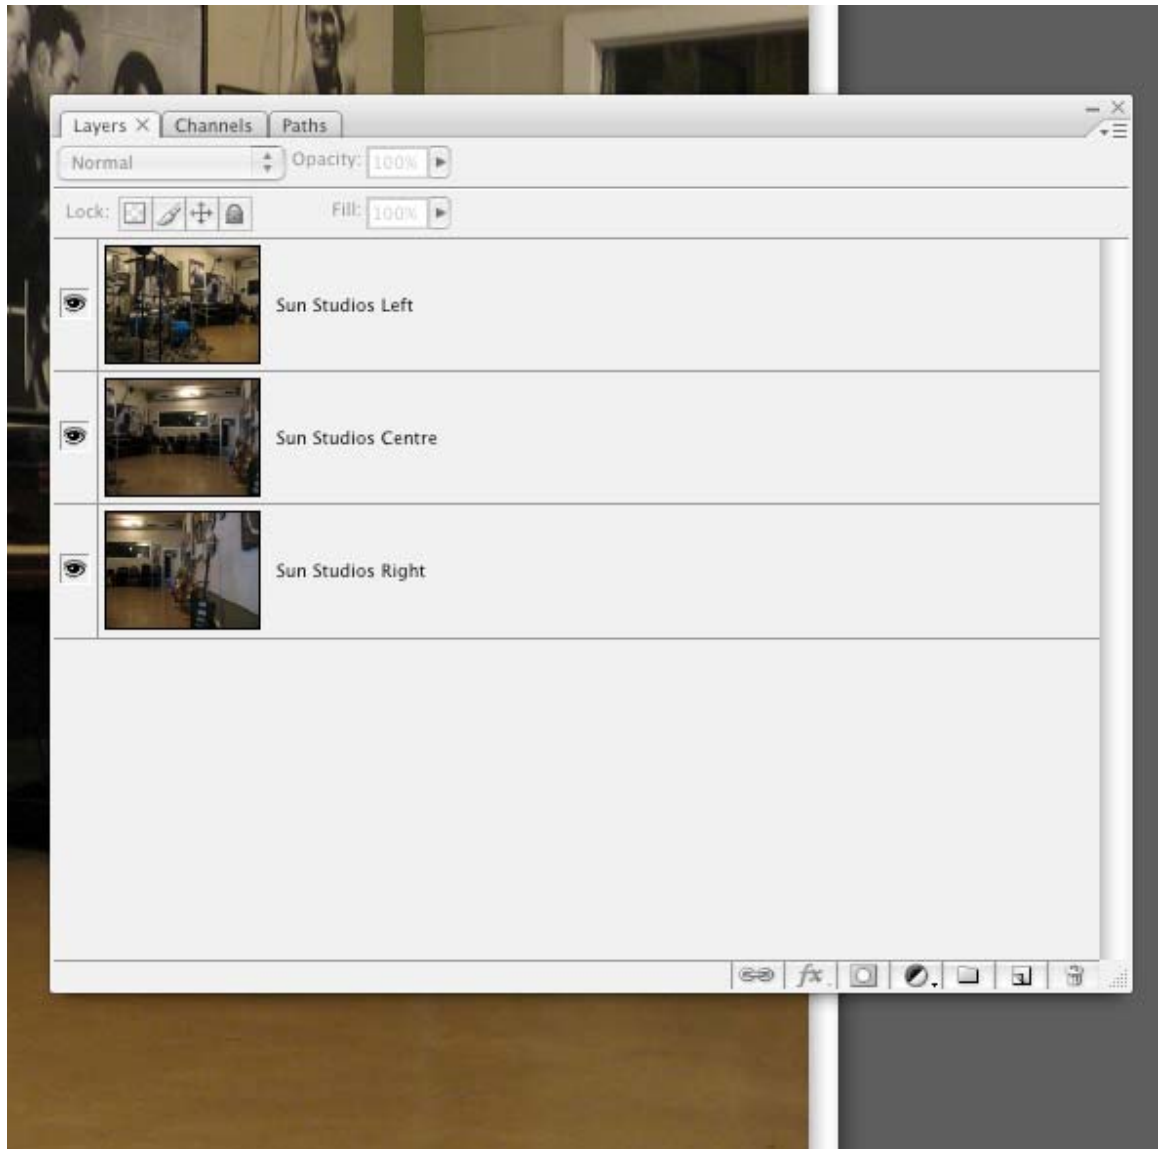 Layers Channels Paths
Normal Opacity: 100%
Lock: Fill: 100%
Sun Studios Left
Sun Studios Centre
Sun Studios Right
fx